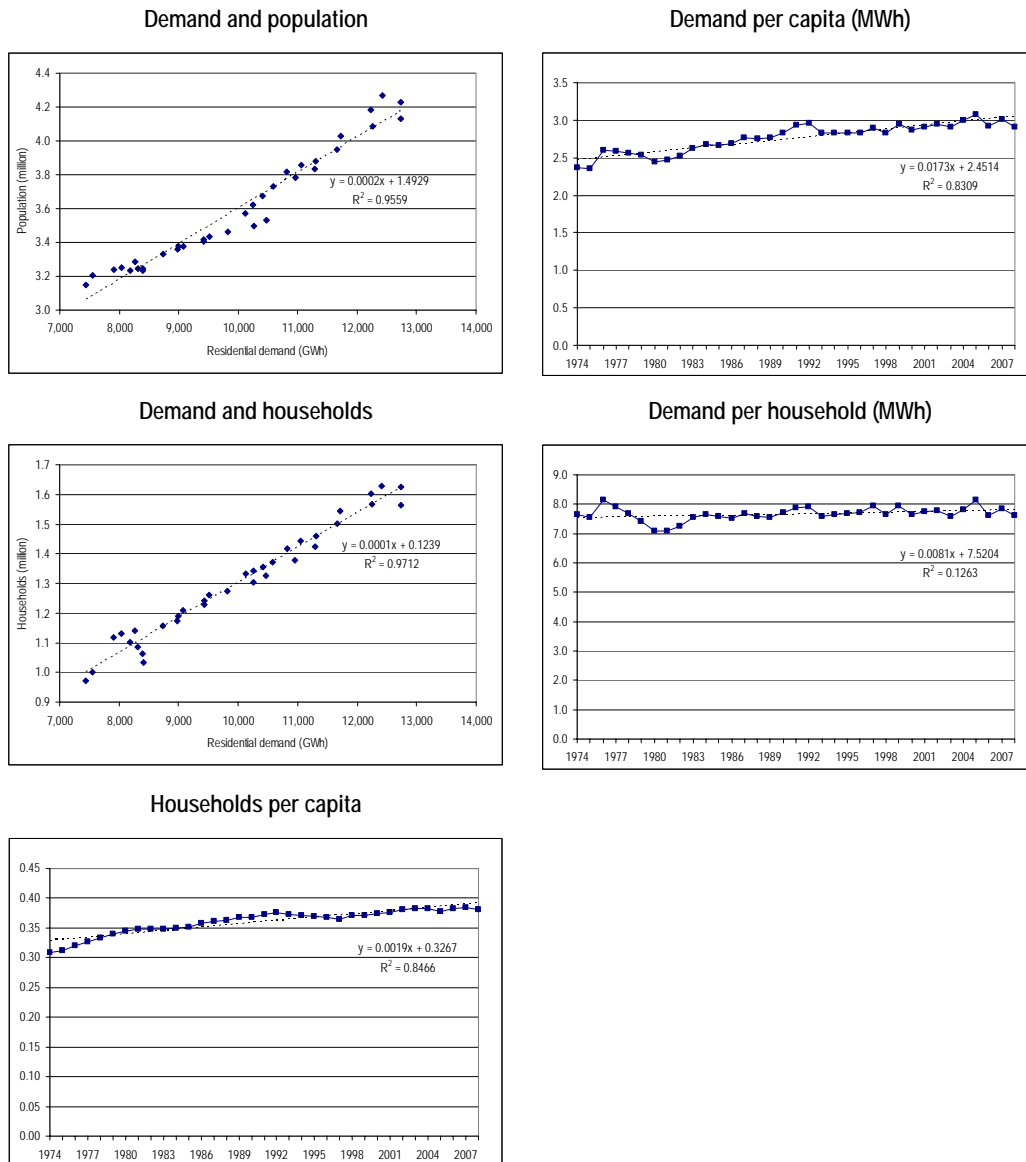 Demand and population
4.4
4.2
4.0
3.8
3.6
3.4
3.2
3.0
Population (million)
y = 0.0002x + 1.4929
R² = 0.9559
7,000 8,000 9,000 10,000 11,000 12,000 13,000 14,000
Residential demand (GWh)
Demand per capita (MWh)
3.5
3.0
2.5
2.0
1.5
1.0
0.5
0.0
y = 0.0173x + 2.4514
R² = 0.8309
1974 1977 1980 1983 1986 1989 1992 1995 1998 2001 2004 2007
Demand and households
1.7
1.6
1.5
1.4
1.3
1.2
1.1
1.0
0.9
Households (million)
y = 0.0001x + 0.1239
R² = 0.9712
7,000 8,000 9,000 10,000 11,000 12,000 13,000 14,000
Residential demand (GWh)
Demand per household (MWh)
9.0
8.0
7.0
6.0
5.0
4.0
3.0
2.0
1.0
0.0
y = 0.0081x + 7.5204
R² = 0.1263
1974 1977 1980 1983 1986 1989 1992 1995 1998 2001 2004 2007
Households per capita
0.45
0.40
0.35
0.30
0.25
0.20
0.15
0.10
0.05
0.00
y = 0.0019x + 0.3267
R² = 0.8466
1974 1977 1980 1983 1986 1989 1992 1995 1998 2001 2004 2007